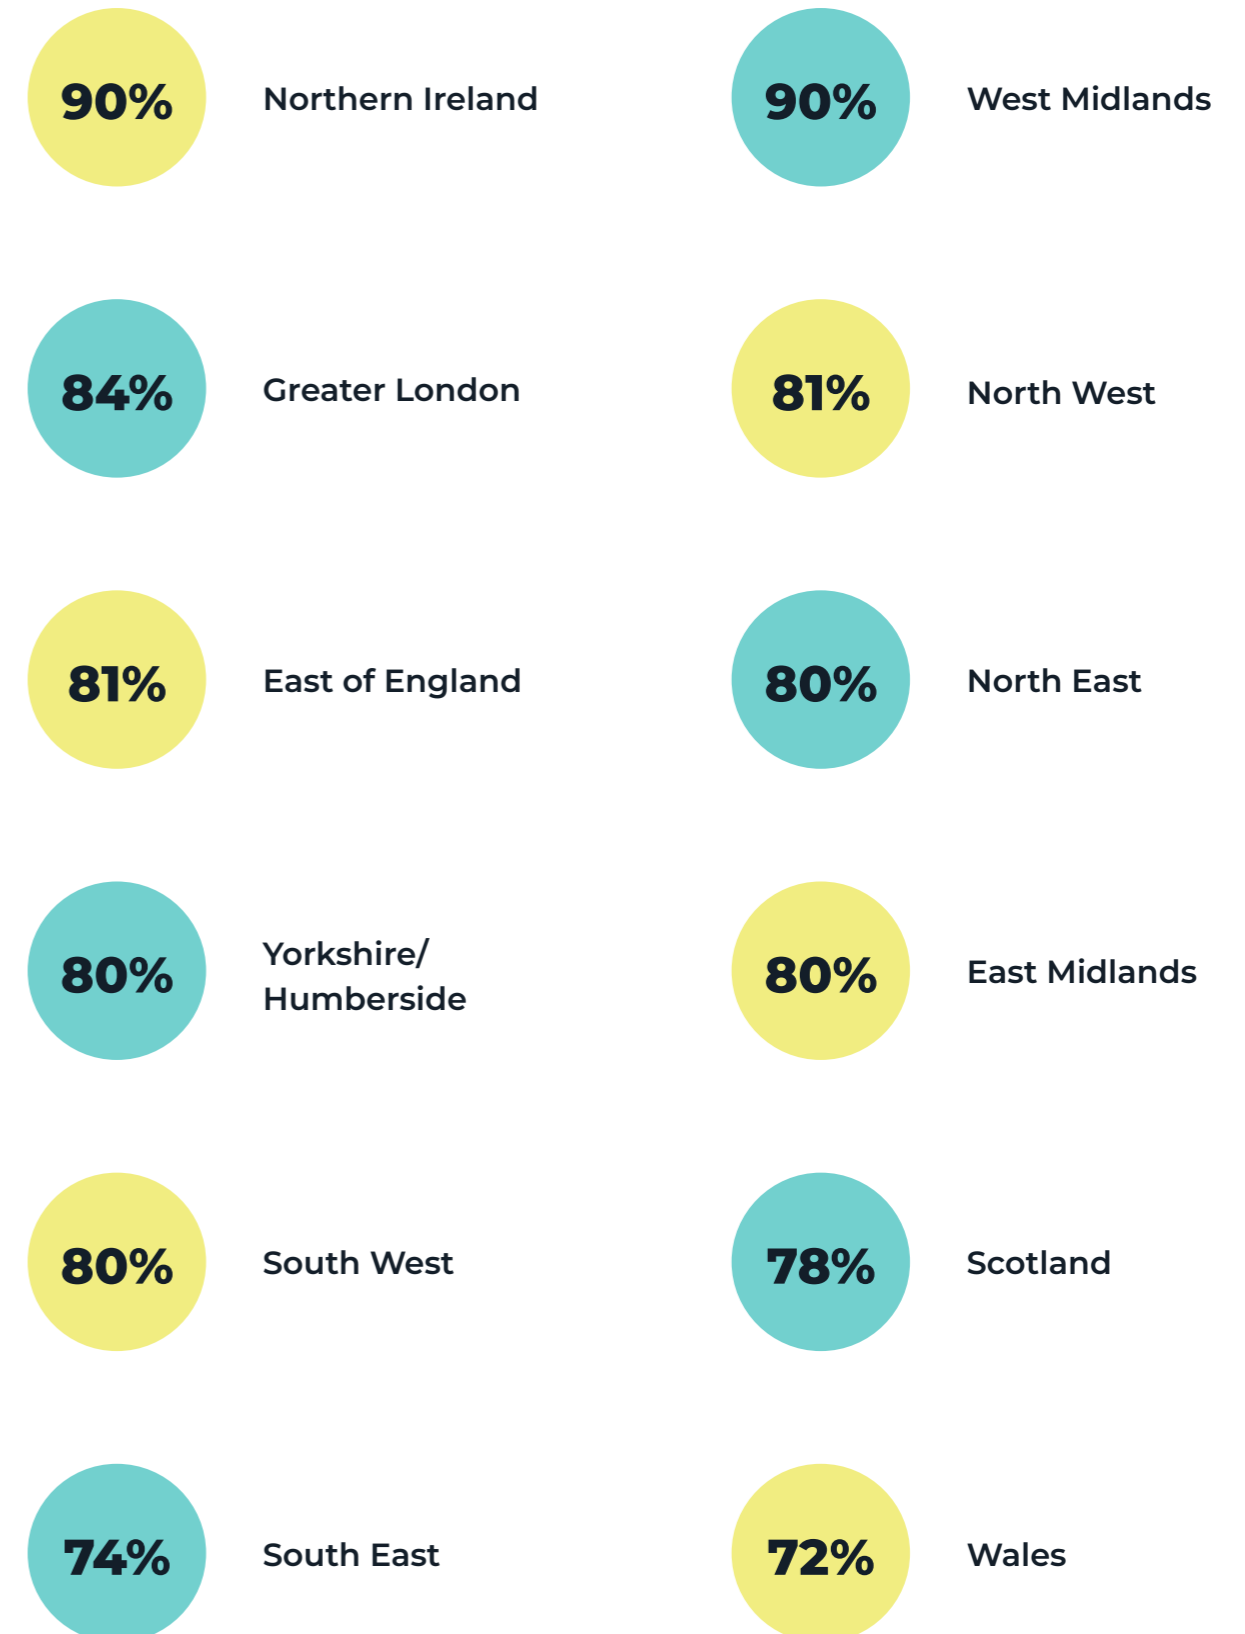 90% Northern Ireland
90% West Midlands
84% Greater London
81% North West
81% East of England
80% North East
80% Yorkshire/
Humberside
80% East Midlands
80% South West
78% Scotland
74% South East
72% Wales